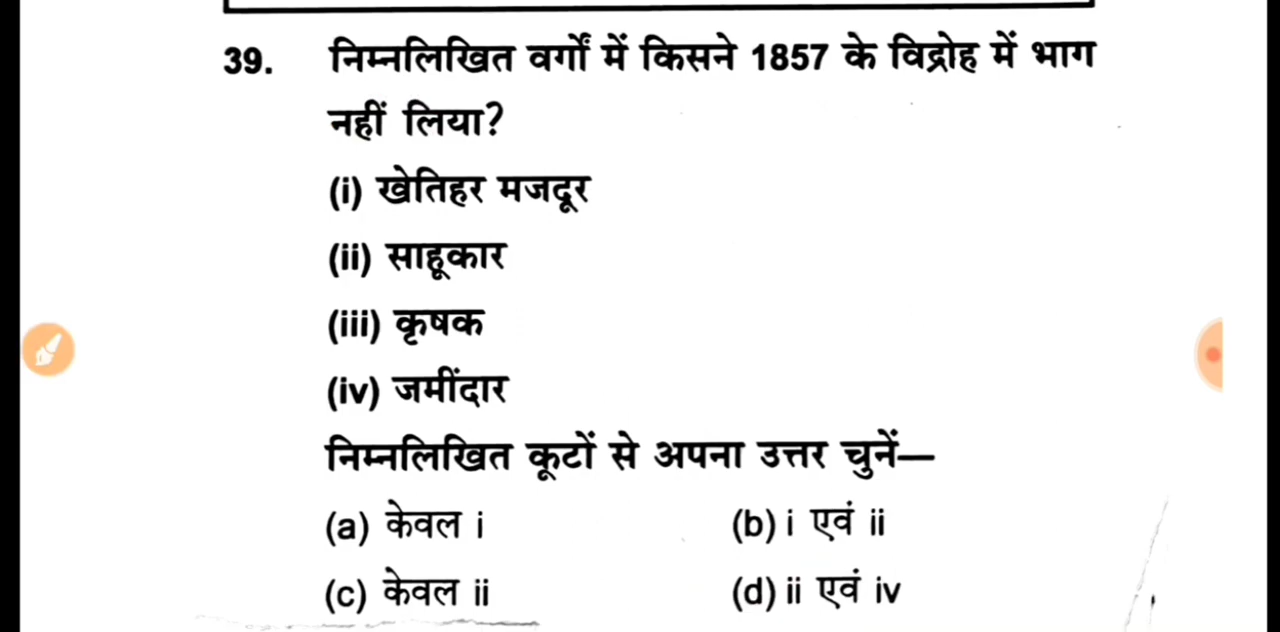 39. निम्नलिखित वर्गों में किसने 1857 के विद्रोह में भाग
नहीं लिया?
(i) खेतिहर मजदूर
(ii) साहूकार
(iii) कृषक
(iv) जमींदार
निम्नलिखित कूटों से अपना उत्तर चुनें—
(a) केवल i (b) i एवं ii
(c) केवल ii (d) ii एवं iv